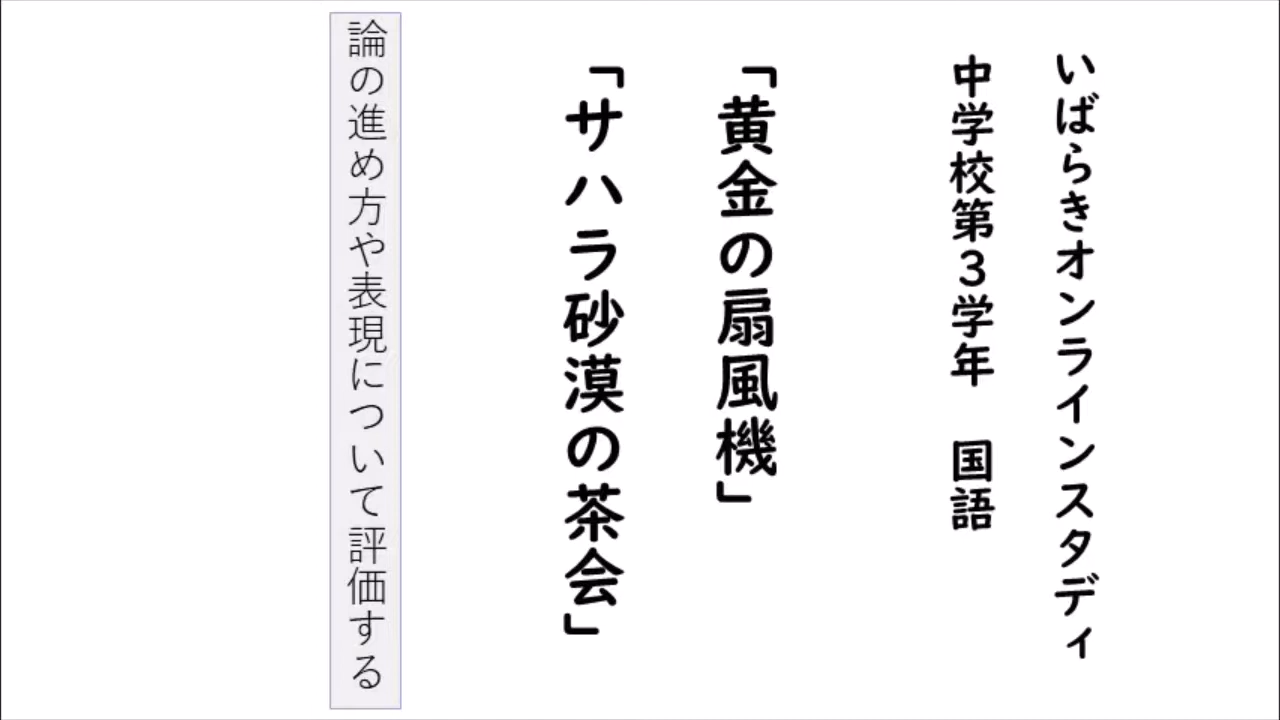 いばらきオンラインスタディ
中学校第３学年　国語
「黄金の扇風機」
「サハラ砂漠の茶会」
論の進め方や表現について評価する